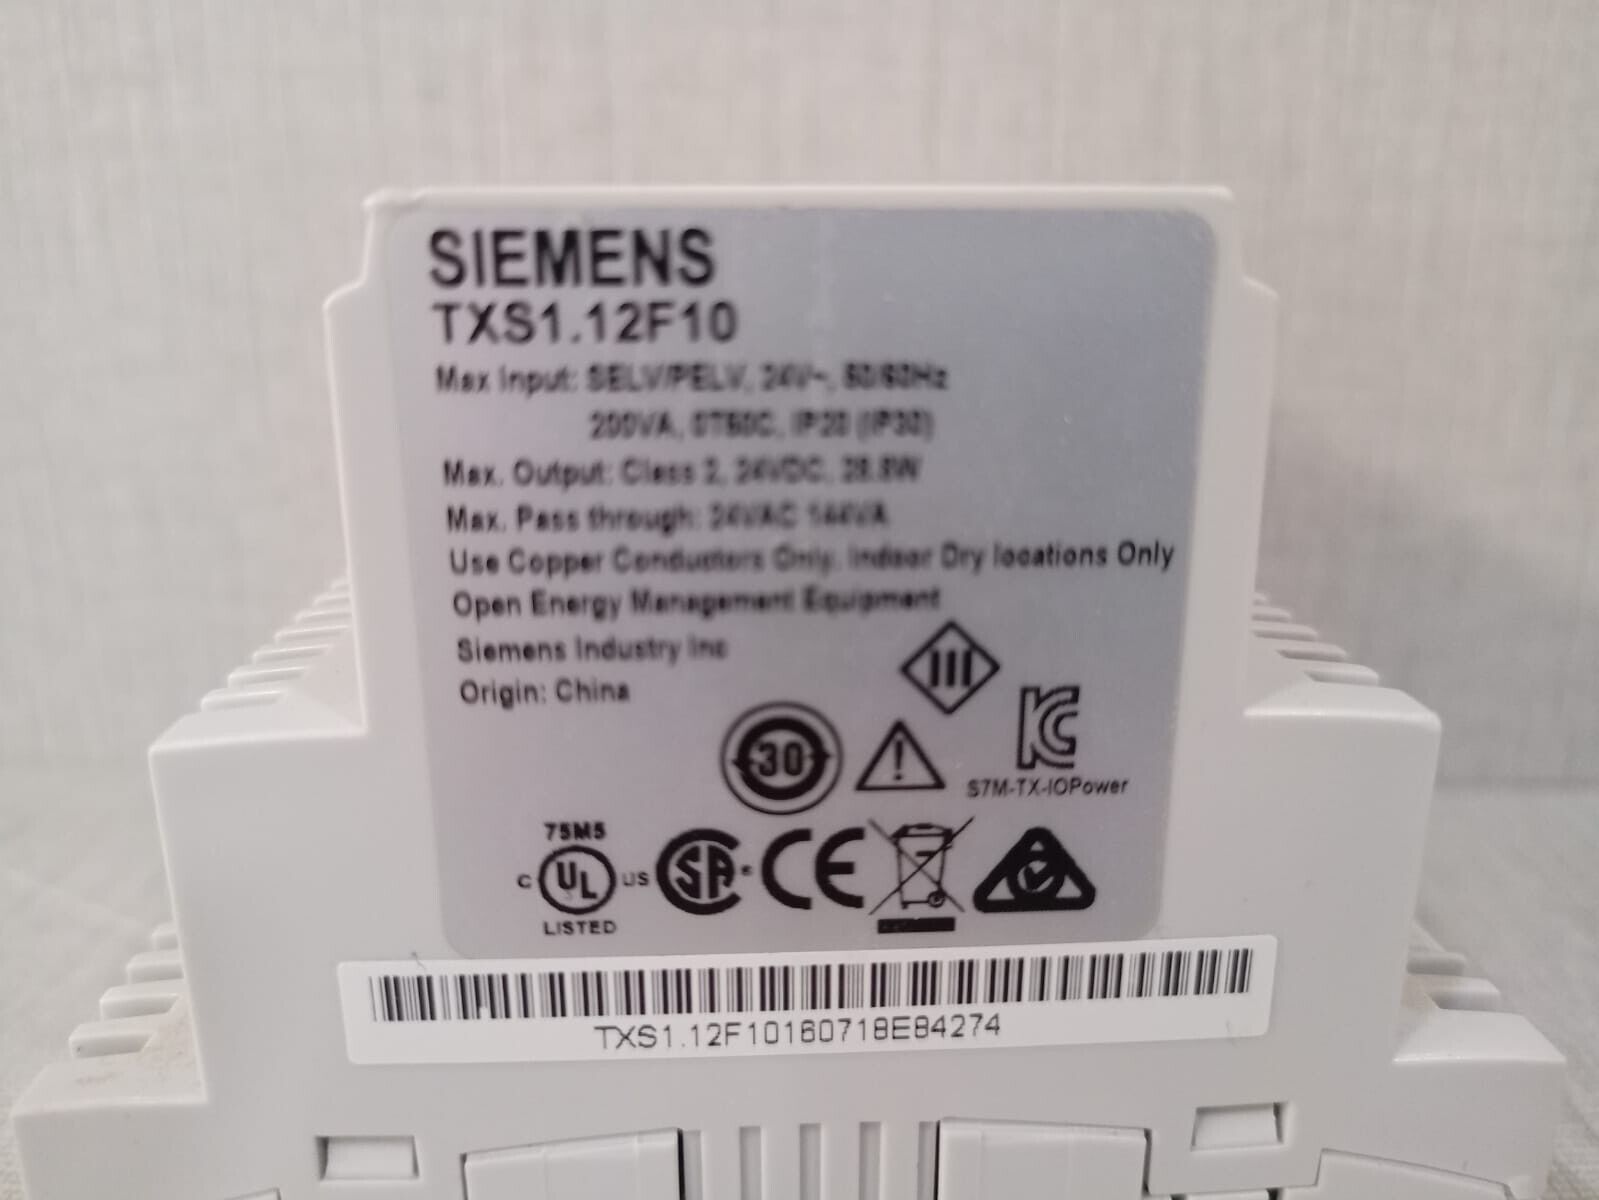 SIEMENS
TXS1.12F10
Max Input: SELV/PELV, 24V~, 50/60Hz
200VA, 0T50C, IP20 (IP30)
Max. Output: Class 2, 24VDC, 28.8W
Max. Pass through: 24VAC 144VA
Use Copper Conductors Only. Indoor Dry locations Only
Open Energy Management Equipment
Siemens Industry Inc
Origin: China
30
S7M-TX-IOPower
75M5
C UL US
LISTED
SA
CE
TXS1.12F10160718E84274